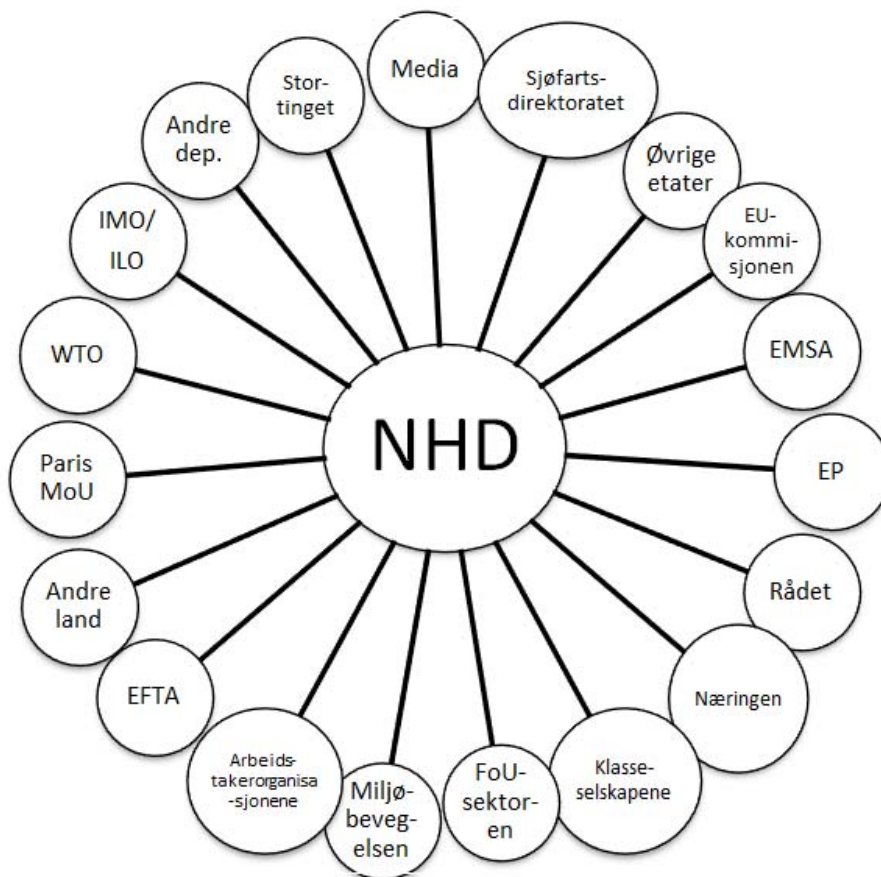 Media
Sjøfarts-
direktoratet
Øvrige
etater
EU-
kommi-
sjonen
EMSA
EP
Rådet
Næringen
Klasse-
selskapene
FoU-
sektor-
en
Miljø-
beveg-
elsen
Arbeids-
takerorganisa
-sjonene
EFTA
Andre
land
Paris
MoU
WTO
IMO/
ILO
Andre
dep.
Stor-
tinget
NHD